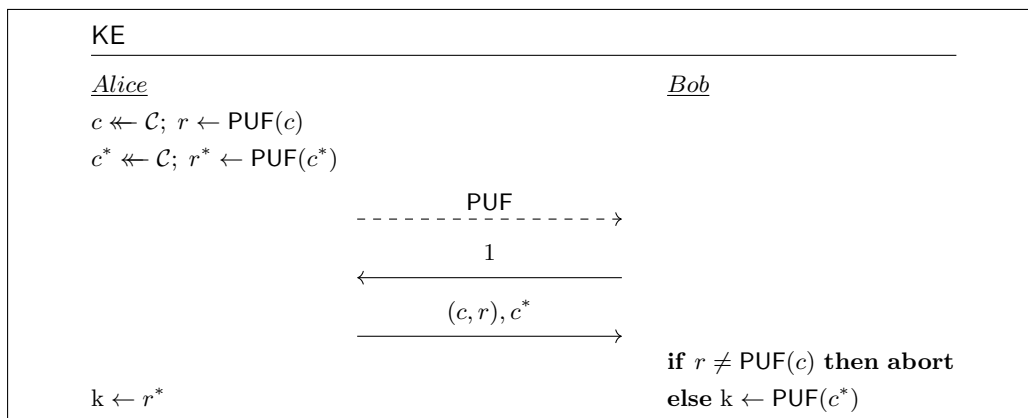 KE
Alice Bob
c ↞ 𝒞; r ← PUF(c)
c* ↞ 𝒞; r* ← PUF(c*)
PUF
1
(c, r), c*
if r ≠ PUF(c) then abort
k ← r* else k ← PUF(c*)